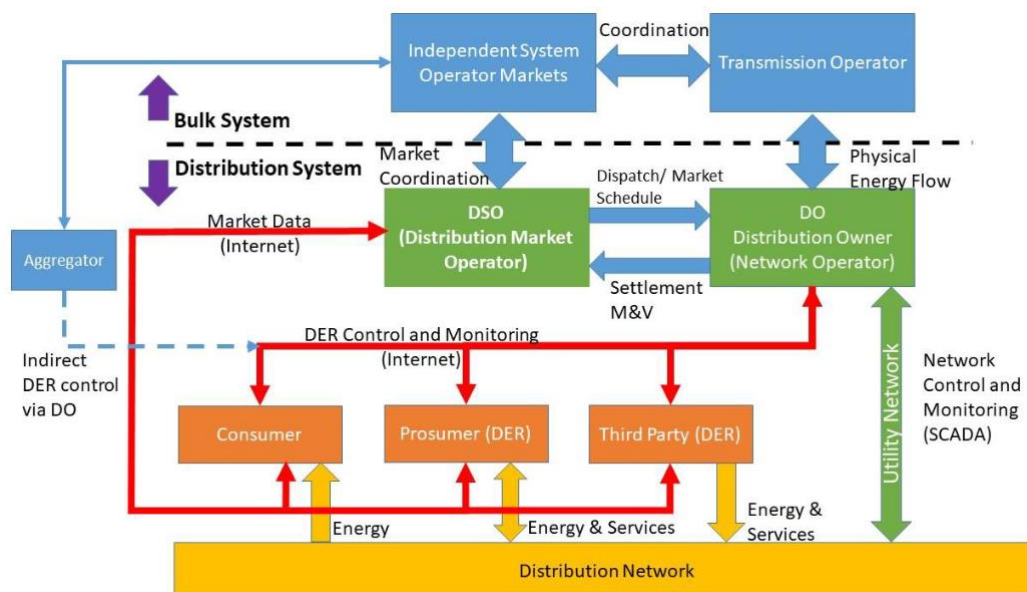 Independent System
Operator Markets
Coordination
Transmission Operator
Bulk System
Distribution System
Market
Coordination
Physical
Energy Flow
Dispatch/ Market
Schedule
Market Data
(Internet)
DSO
(Distribution Market
Operator)
DO
Distribution Owner
(Network Operator)
Aggregator
Settlement
M&V
DER Control and Monitoring
(Internet)
Indirect
DER control
via DO
Network
Control and
Monitoring
(SCADA)
Utility Network
Consumer
Prosumer (DER)
Third Party (DER)
Energy
Energy & Services
Energy &
Services
Distribution Network